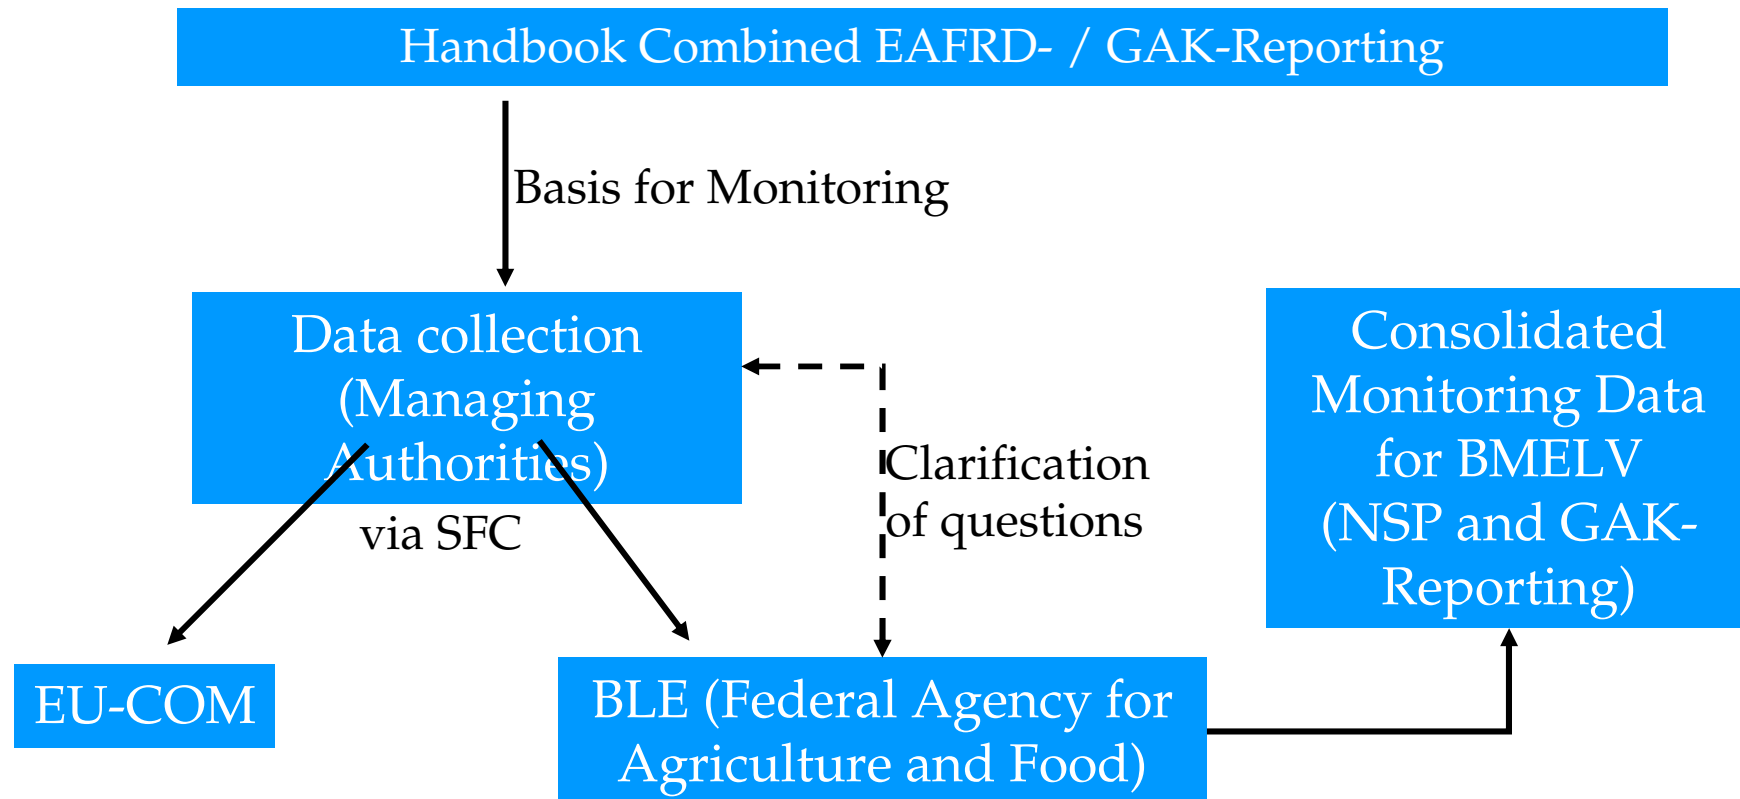 Handbook Combined EAFRD- / GAK-Reporting
Basis for Monitoring
Data collection
(Managing
Authorities)
via SFC
Clarification
of questions
Consolidated
Monitoring Data
for BMELV
(NSP and GAK-
Reporting)
EU-COM
BLE (Federal Agency for
Agriculture and Food)